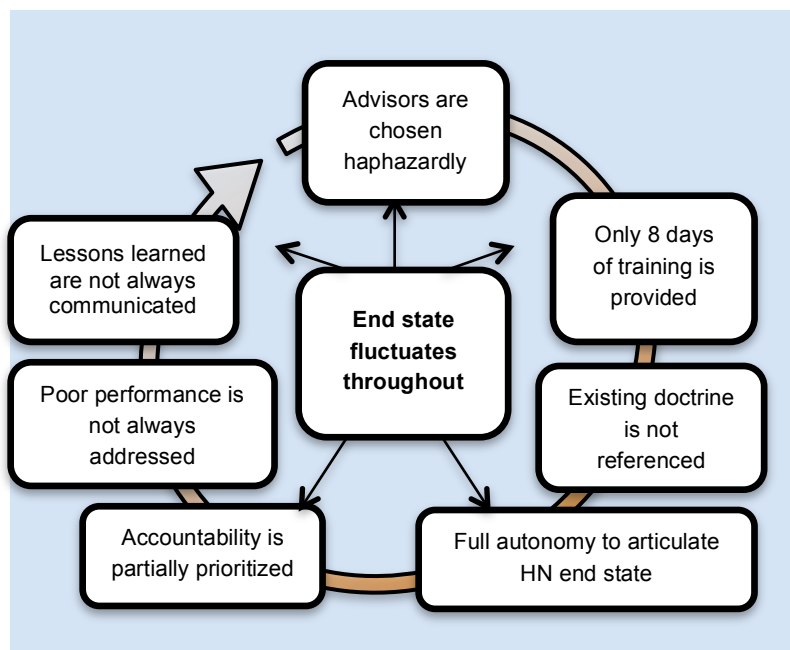 Advisors are
chosen
haphazardly
Only 8 days
of training is
provided
Existing doctrine
is not
referenced
Full autonomy to articulate
HN end state
Accountability is
partially prioritized
Poor performance is
not always
addressed
Lessons learned
are not always
communicated
End state
fluctuates
throughout